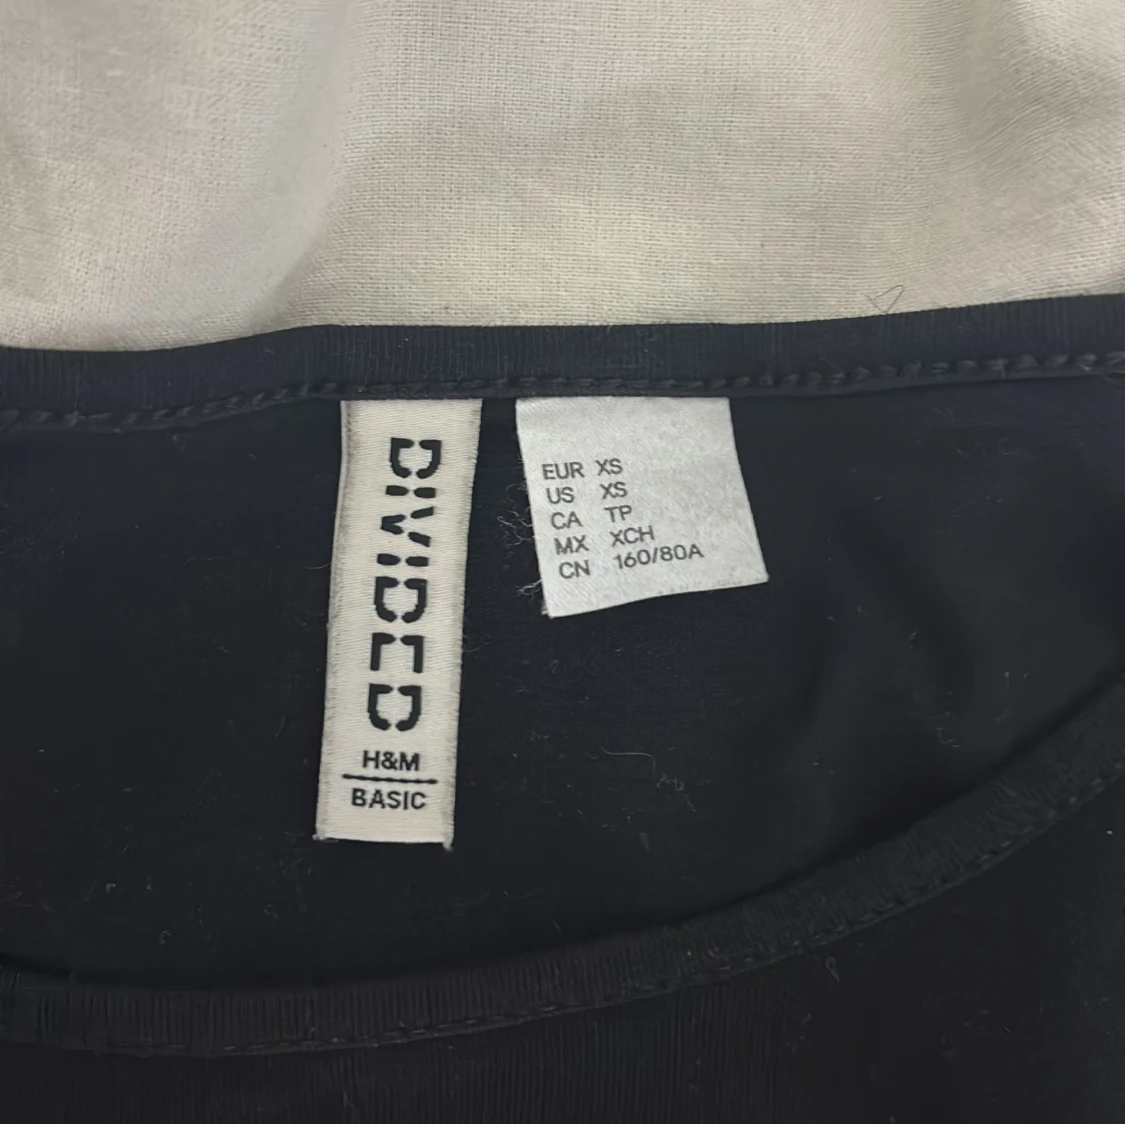 DIVIDED
H&M
BASIC
EUR XS
US XS
CA TP
MX XCH
CN 160/80A